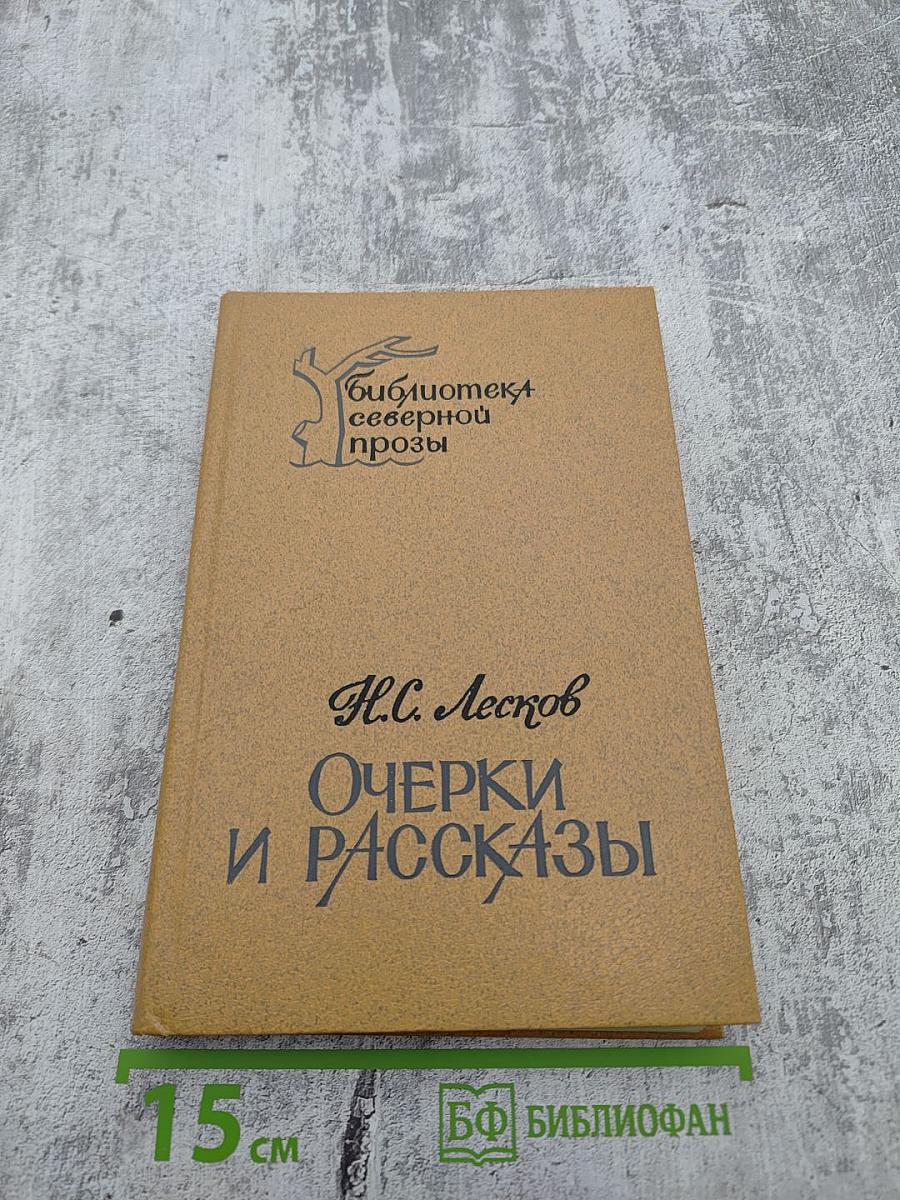 библиотека
северной
прозы
Н.С. Лесков
Очерки
и рассказы
15 см
БФ БИБЛИОФАН